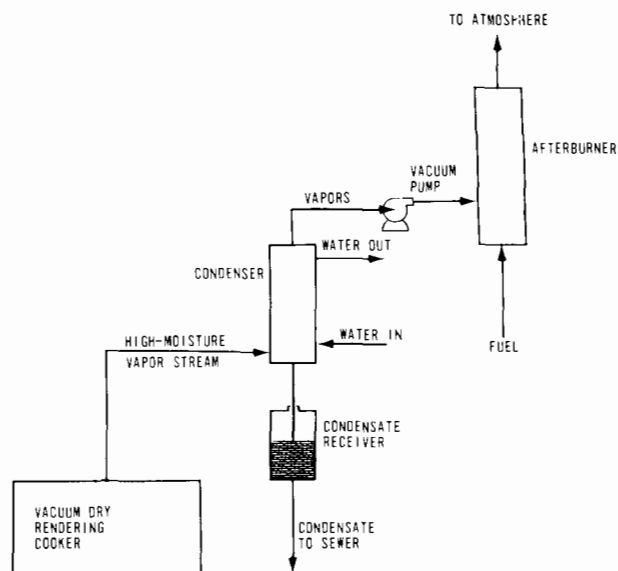 TO ATMOSPHERE
AFTERBURNER
VACUUM
PUMP
VAPORS
WATER OUT
CONDENSER
WATER IN
HIGH-MOISTURE
VAPOR STREAM
FUEL
CONDENSATE
RECEIVER
VACUUM DRY
RENDERING
COOKER
CONDENSATE
TO SEWER